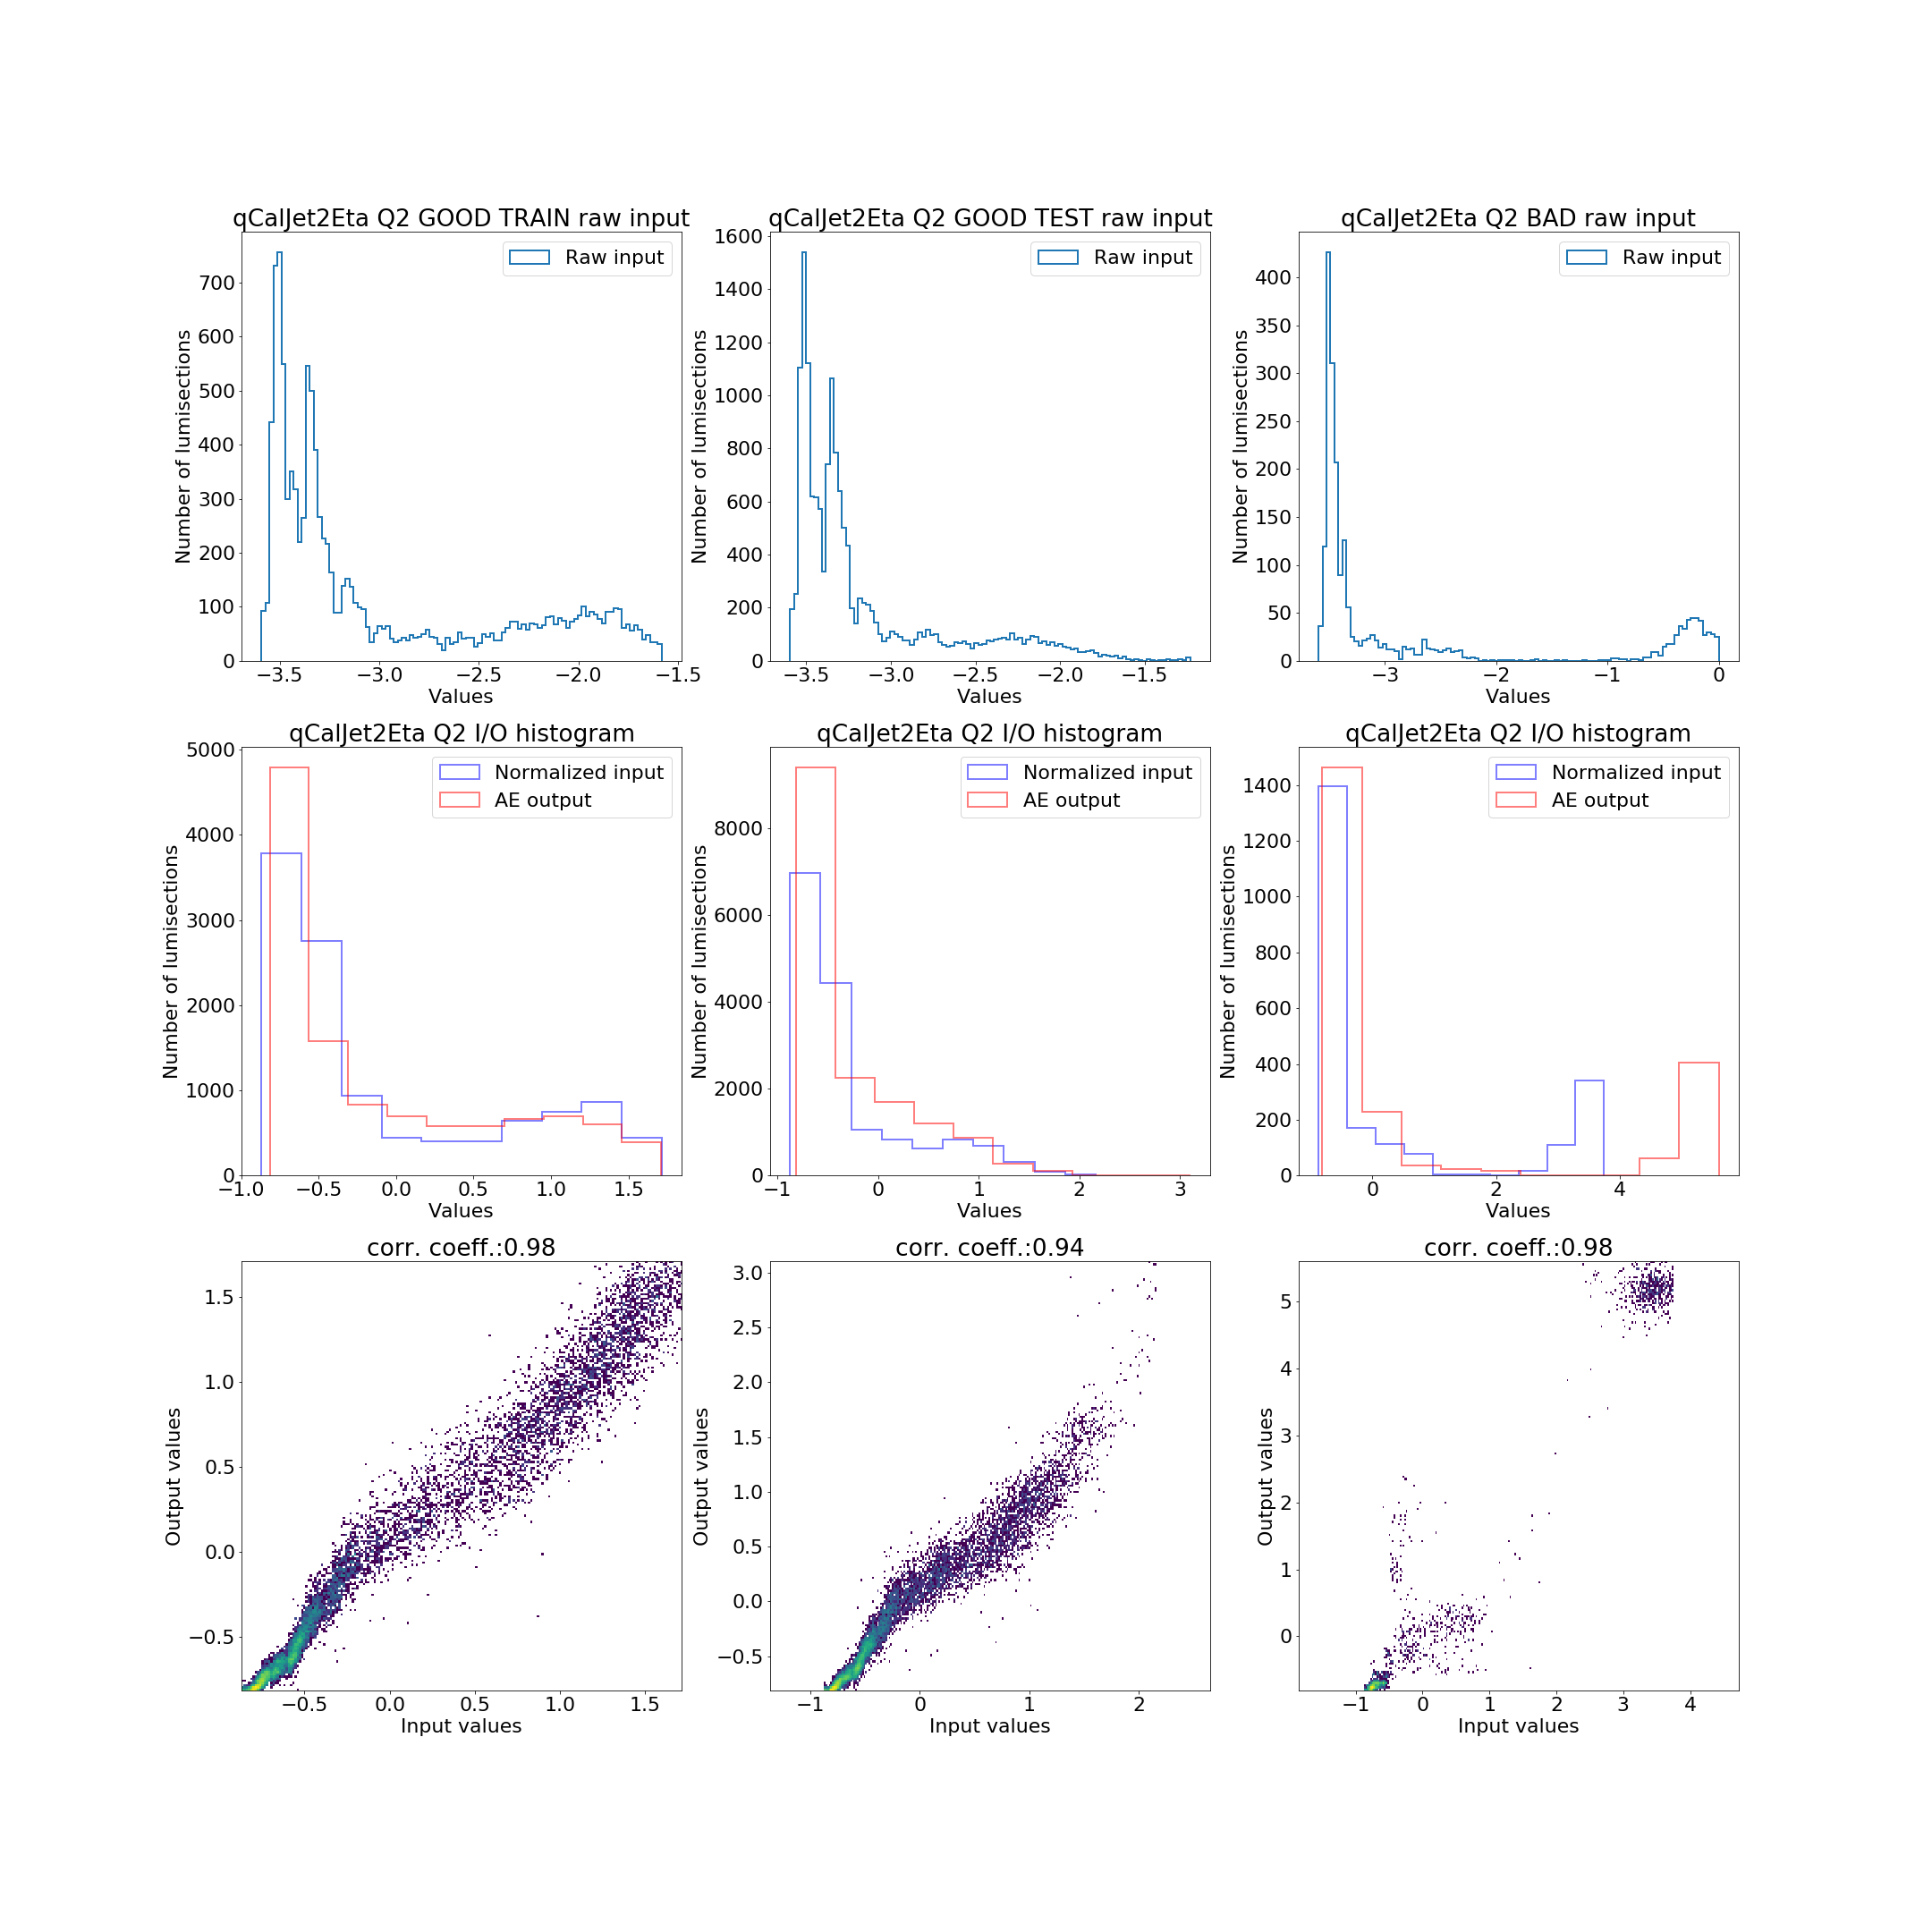 qCalJet2Eta Q2 GOOD TRAIN raw input
Raw input
Number of lumisections
700
600
500
400
300
200
100
0
−3.5 −3.0 −2.5 −2.0 −1.5
Values
qCalJet2Eta Q2 GOOD TEST raw input
Raw input
Number of lumisections
1600
1400
1200
1000
800
600
400
200
0
−3.5 −3.0 −2.5 −2.0 −1.5
Values
qCalJet2Eta Q2 BAD raw input
Raw input
Number of lumisections
400
350
300
250
200
150
100
50
0
−3 −2 −1 0
Values
qCalJet2Eta Q2 I/O histogram
Normalized input
AE output
Number of lumisections
5000
4000
3000
2000
1000
0
−1.0 −0.5 0.0 0.5 1.0 1.5
Values
qCalJet2Eta Q2 I/O histogram
Normalized input
AE output
Number of lumisections
8000
6000
4000
2000
0
−1 0 1 2 3
Values
qCalJet2Eta Q2 I/O histogram
Normalized input
AE output
Number of lumisections
1400
1200
1000
800
600
400
200
0
0 2 4
Values
corr. coeff.:0.98
Output values
1.5
1.0
0.5
0.0
−0.5
−0.5 0.0 0.5 1.0 1.5
Input values
corr. coeff.:0.94
Output values
3.0
2.5
2.0
1.5
1.0
0.5
0.0
−0.5
−1 0 1 2
Input values
corr. coeff.:0.98
Output values
5
4
3
2
1
0
−1 0 1 2 3 4
Input values